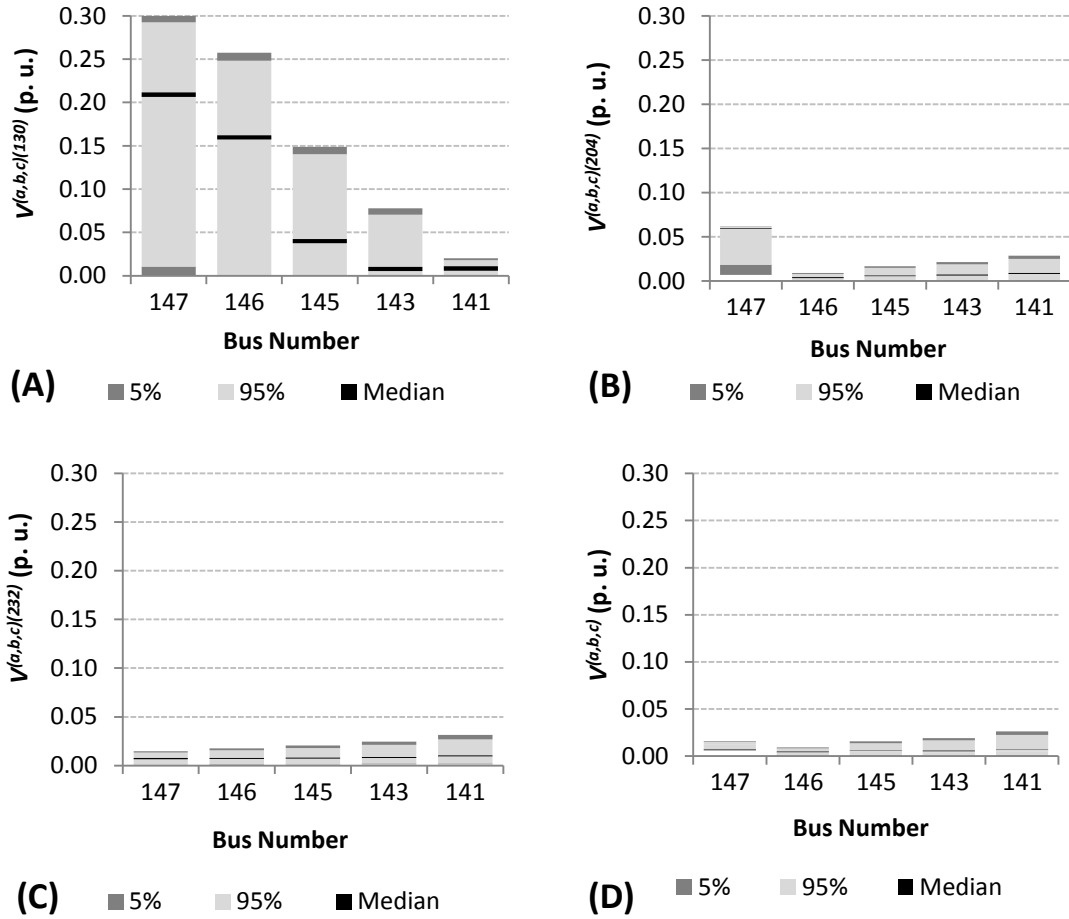 0.30
0.25
0.20
0.15
0.10
0.05
0.00
V(a,b,c)(130) (p. u.)
147 146 145 143 141
Bus Number
(A)
5% 95% Median
0.30
0.25
0.20
0.15
0.10
0.05
0.00
V(a,b,c)(204) (p. u.)
147 146 145 143 141
Bus Number
(B)
5% 95% Median
0.30
0.25
0.20
0.15
0.10
0.05
0.00
V(a,b,c)(232) (p. u.)
147 146 145 143 141
Bus Number
(C)
5% 95% Median
0.30
0.25
0.20
0.15
0.10
0.05
0.00
V(a,b,c) (p. u.)
147 146 145 143 141
Bus Number
(D)
5% 95% Median